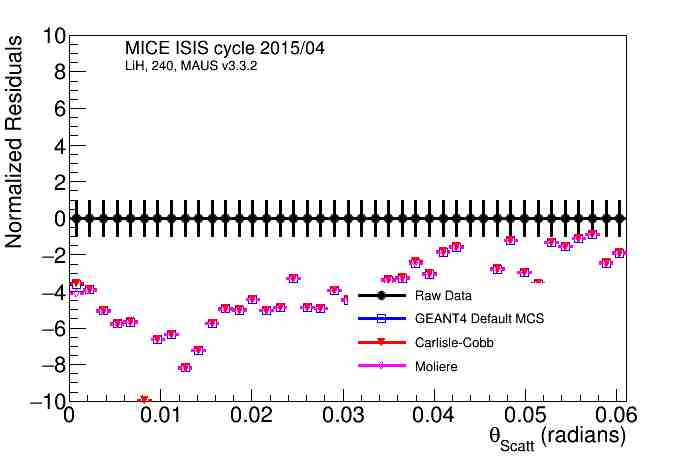 MICE ISIS cycle 2015/04
LiH, 240, MAUS v3.3.2
Normalized Residuals
10
8
6
4
2
0
−2
−4
−6
−8
−10
Raw Data
GEANT4 Default MCS
Carlisle-Cobb
Moliere
0 0.01 0.02 0.03 0.04 0.05 0.06
θScatt (radians)